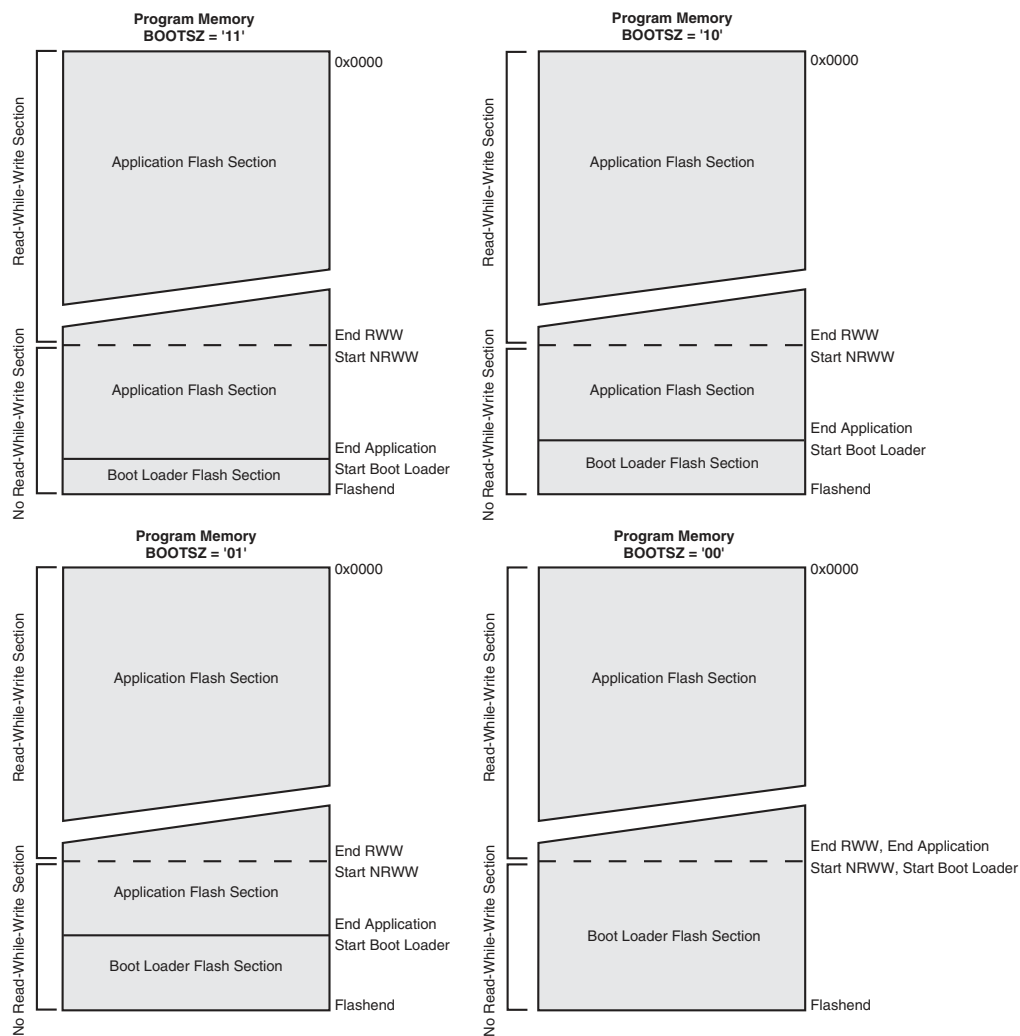 Program Memory
BOOTSZ = '11'
0x0000
Read-While-Write Section
Application Flash Section
End RWW
Start NRWW
No Read-While-Write Section
Application Flash Section
End Application
Start Boot Loader
Boot Loader Flash Section
Flashend
Program Memory
BOOTSZ = '10'
0x0000
Read-While-Write Section
Application Flash Section
End RWW
Start NRWW
No Read-While-Write Section
Application Flash Section
End Application
Start Boot Loader
Boot Loader Flash Section
Flashend
Program Memory
BOOTSZ = '01'
0x0000
Read-While-Write Section
Application Flash Section
End RWW
Start NRWW
No Read-While-Write Section
Application Flash Section
End Application
Start Boot Loader
Boot Loader Flash Section
Flashend
Program Memory
BOOTSZ = '00'
0x0000
Read-While-Write Section
Application Flash Section
End RWW, End Application
Start NRWW, Start Boot Loader
No Read-While-Write Section
Boot Loader Flash Section
Flashend